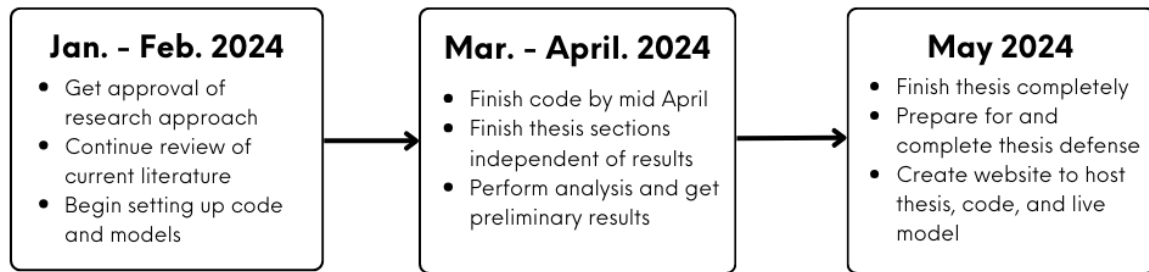 Jan. - Feb. 2024
• Get approval of
research approach
• Continue review of
current literature
• Begin setting up code
and models
Mar. - April. 2024
• Finish code by mid April
• Finish thesis sections
independent of results
• Perform analysis and get
preliminary results
May 2024
• Finish thesis completely
• Prepare for and
complete thesis defense
• Create website to host
thesis, code, and live
model